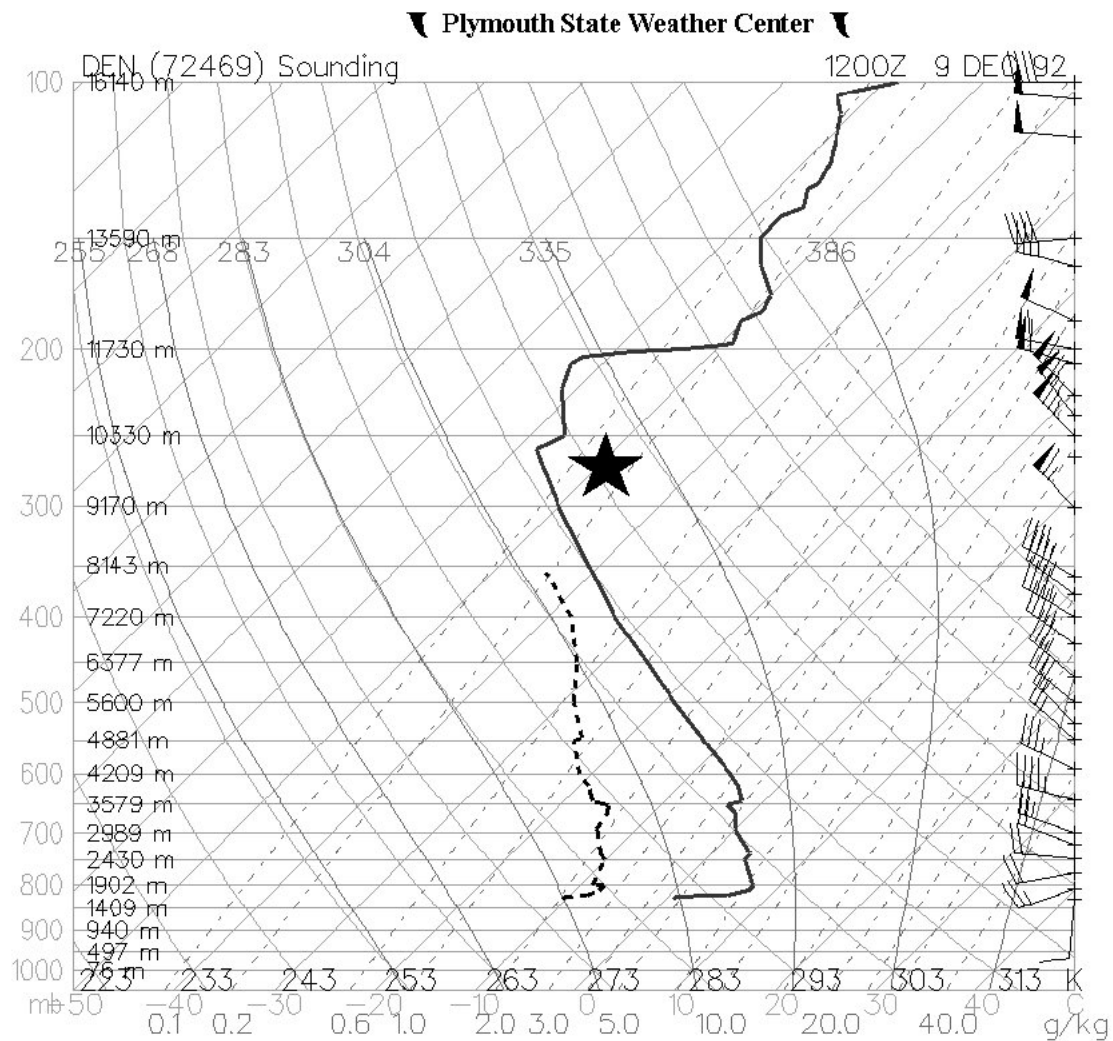 Plymouth State Weather Center
DEN (72469) Sounding 1200Z 9 DEC 92
100 16140 m
13590 m
255 268 283 304 335 386
200 11730 m
10330 m
300 9170 m
8143 m
400 7220 m
6377 m
500 5600 m
4881 m
600 4209 m
3579 m
700 2989 m
2430 m
800 1902 m
1409 m
900 940 m
497 m
1000 76 m
223 233 243 253 263 273 283 293 303 313 K
mb -50 -40 -30 -20 -10 0 10 20 30 40 C
0.1 0.2 0.6 1.0 2.0 3.0 5.0 10.0 20.0 40.0 g/kg